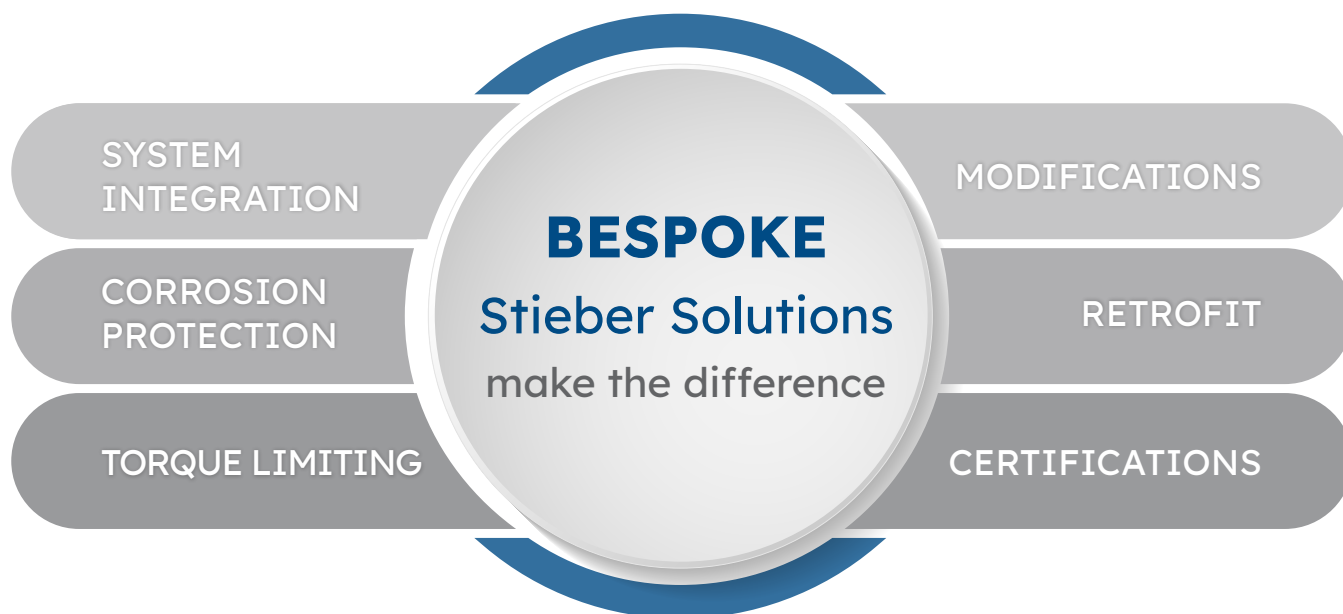 SYSTEM
INTEGRATION
CORROSION
PROTECTION
TORQUE LIMITING
BESPOKE
Stieber Solutions
make the difference
MODIFICATIONS
RETROFIT
CERTIFICATIONS